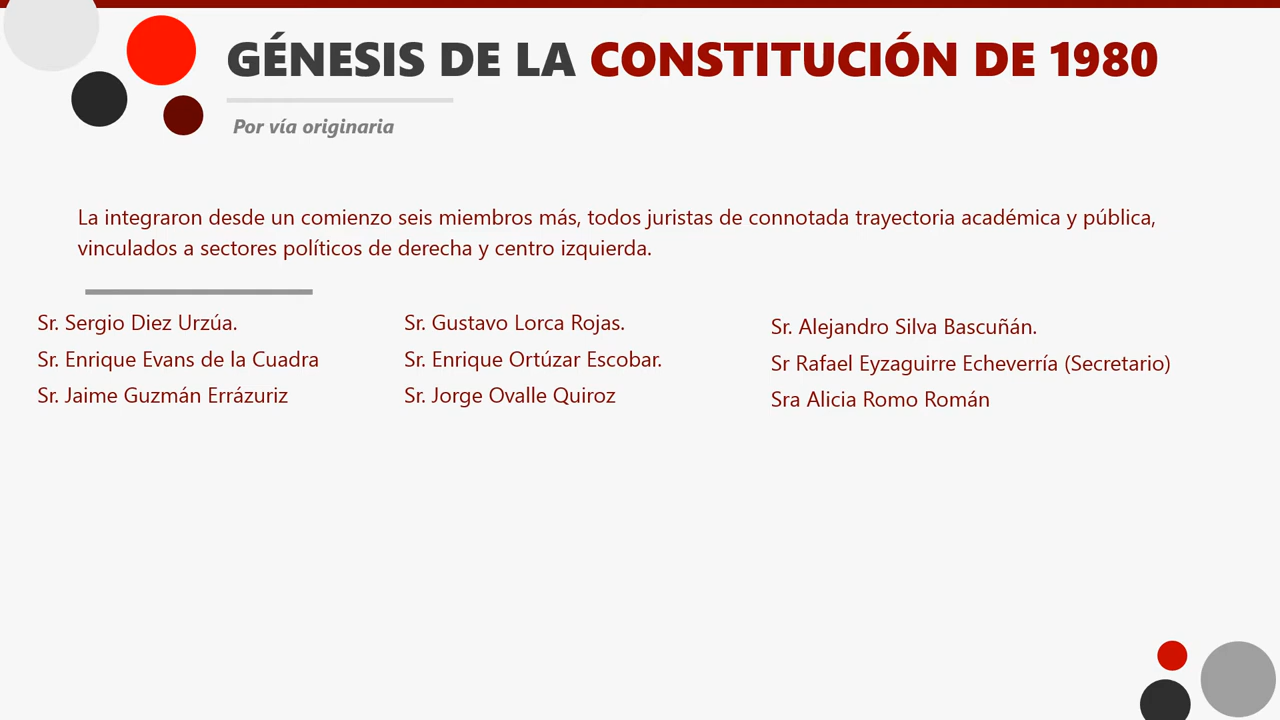 GÉNESIS DE LA CONSTITUCIÓN DE 1980
Por vía originaria
La integraron desde un comienzo seis miembros más, todos juristas de connotada trayectoria académica y pública,
vinculados a sectores políticos de derecha y centro izquierda.
Sr. Sergio Diez Urzúa.
Sr. Enrique Evans de la Cuadra
Sr. Jaime Guzmán Errázuriz
Sr. Gustavo Lorca Rojas.
Sr. Enrique Ortúzar Escobar.
Sr. Jorge Ovalle Quiroz
Sr. Alejandro Silva Bascuñán.
Sr Rafael Eyzaguirre Echeverría (Secretario)
Sra Alicia Romo Román